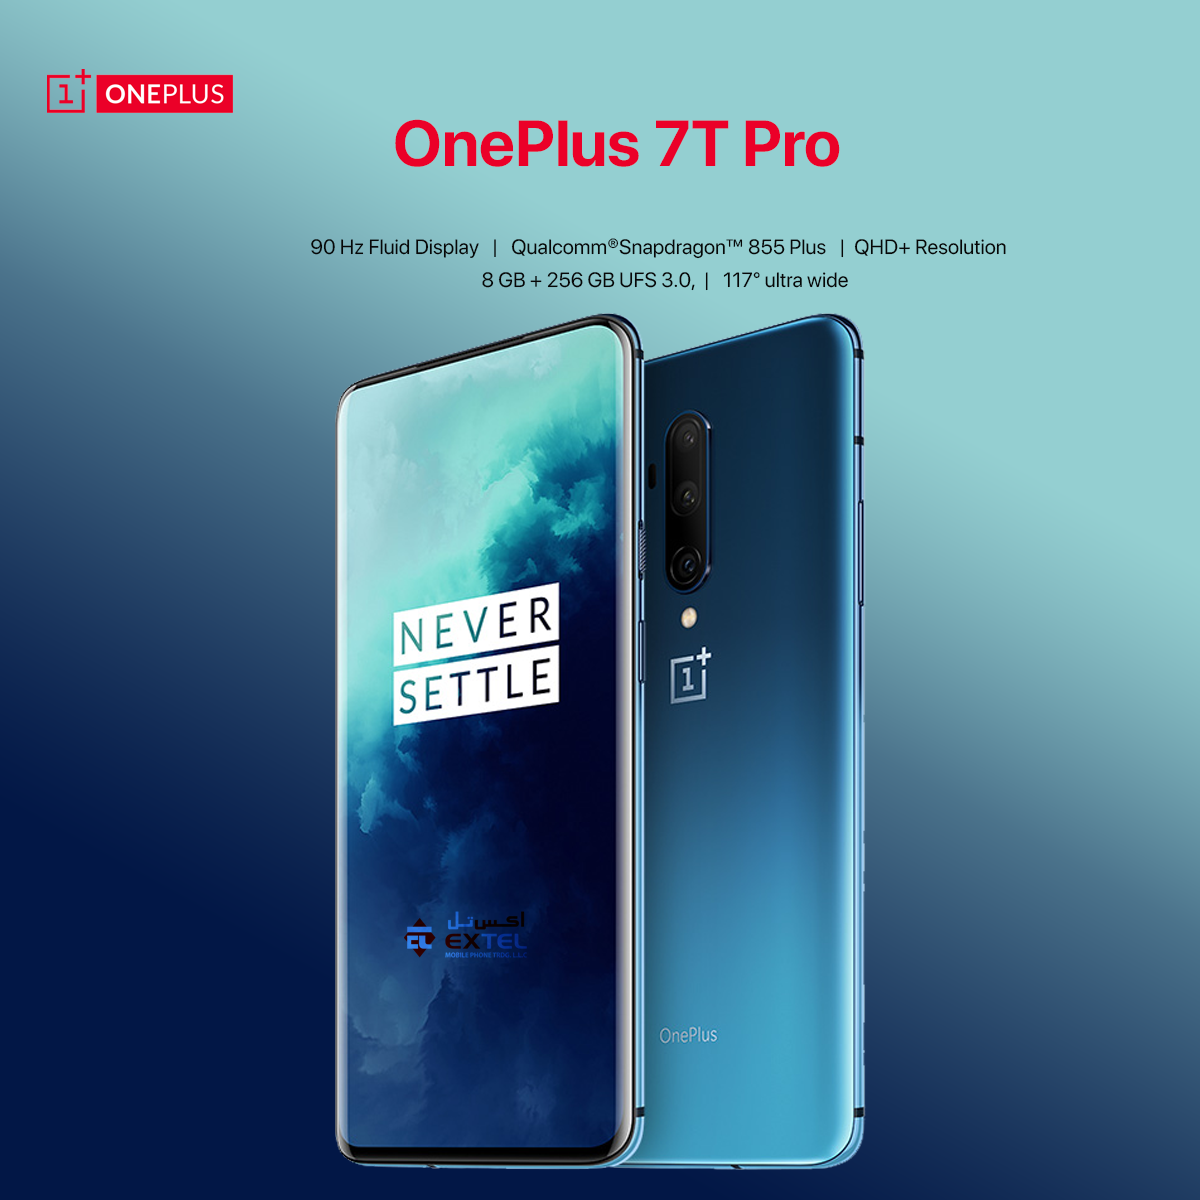 1+ ONEPLUS
OnePlus 7T Pro
90 Hz Fluid Display | Qualcomm®Snapdragon™ 855 Plus | QHD+ Resolution
8 GB + 256 GB UFS 3.0, | 117° ultra wide
NEVER
SETTLE
1+
اكس تل
EXTEL
MOBILE PHONE TRDG. L.L.C
OnePlus